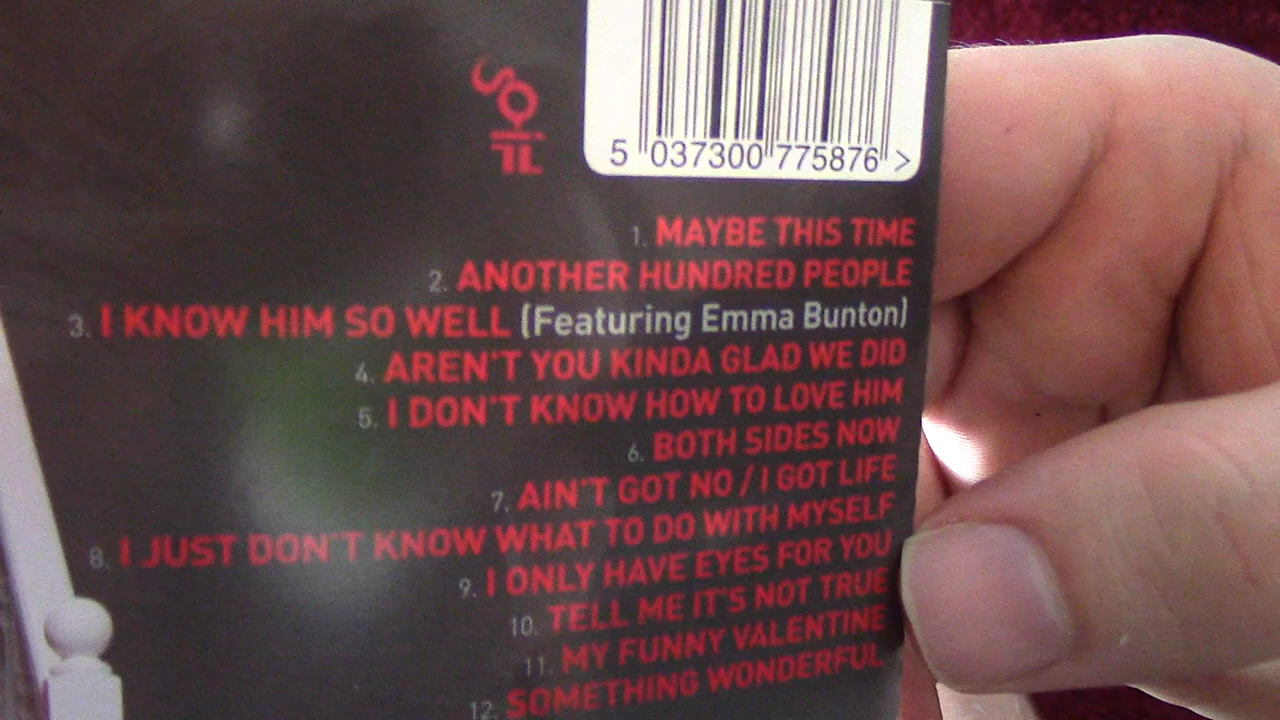 SOLTI
5 037300 775876 >
1. MAYBE THIS TIME
2. ANOTHER HUNDRED PEOPLE
3. I KNOW HIM SO WELL (Featuring Emma Bunton)
4. AREN'T YOU KINDA GLAD WE DID
5. I DON'T KNOW HOW TO LOVE HIM
6. BOTH SIDES NOW
7. AIN'T GOT NO / I GOT LIFE
8. I JUST DON'T KNOW WHAT TO DO WITH MYSELF
9. I ONLY HAVE EYES FOR YOU
10. TELL ME IT'S NOT TRUE
11. MY FUNNY VALENTINE
12. SOMETHING WONDERFUL